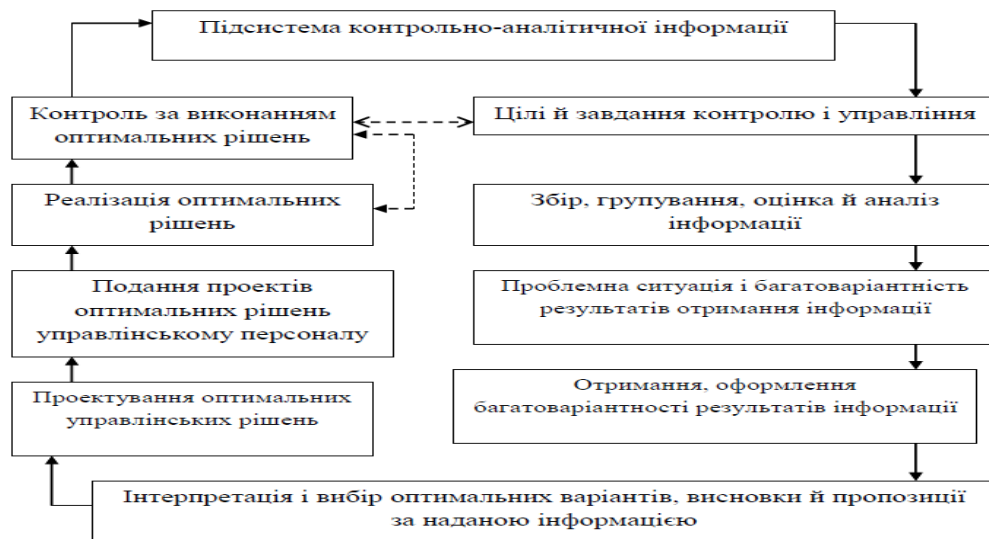 Підсистема контрольно-аналітичної інформації
Контроль за виконанням
оптимальних рішень
Цілі й завдання контролю і управління
Реалізація оптимальних
рішень
Збір, групування, оцінка й аналіз
інформації
Подання проектів
оптимальних рішень
управлінському персоналу
Проблемна ситуація і багатоваріантність
результатів отримання інформації
Проектування оптимальних
управлінських рішень
Отримання, оформлення
багатоваріантності результатів інформації
Інтерпретація і вибір оптимальних варіантів, висновки й пропозиції
за наданою інформацією